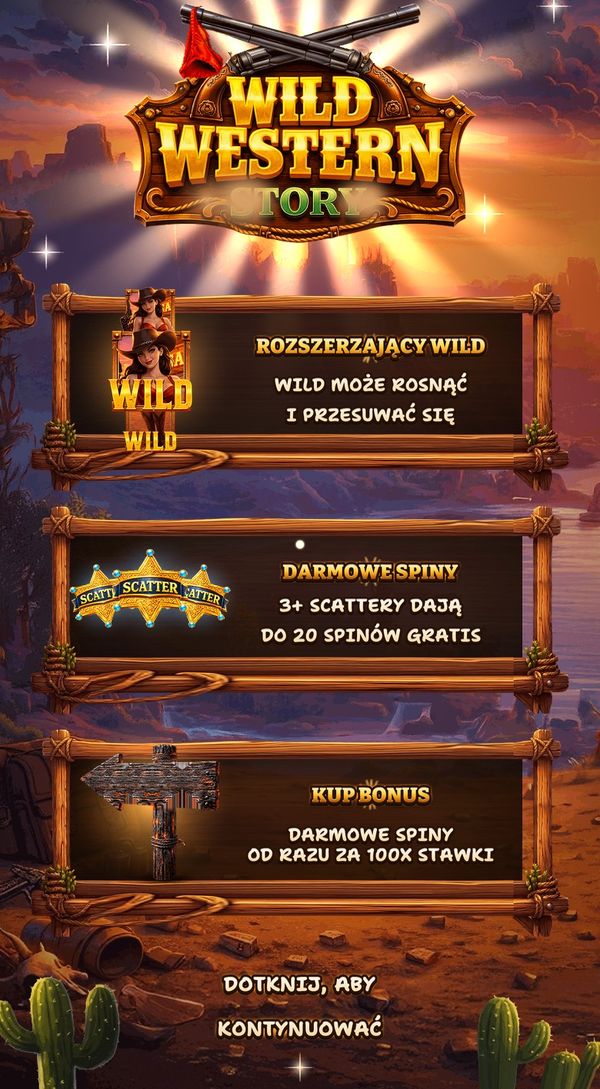 WILD
WESTERN
STORY
WILD
WILD
ROZSZERZAJĄCY WILD
WILD MOŻE ROSNĄĆ
I PRZESUWAĆ SIĘ
SCATTER
DARMOWE SPINY
3+ SCATTERY DAJĄ
DO 20 SPINÓW GRATIS
KUP BONUS
DARMOWE SPINY
OD RAZU ZA 100X STAWKI
DOTKNIJ, ABY
KONTYNUOWAĆ